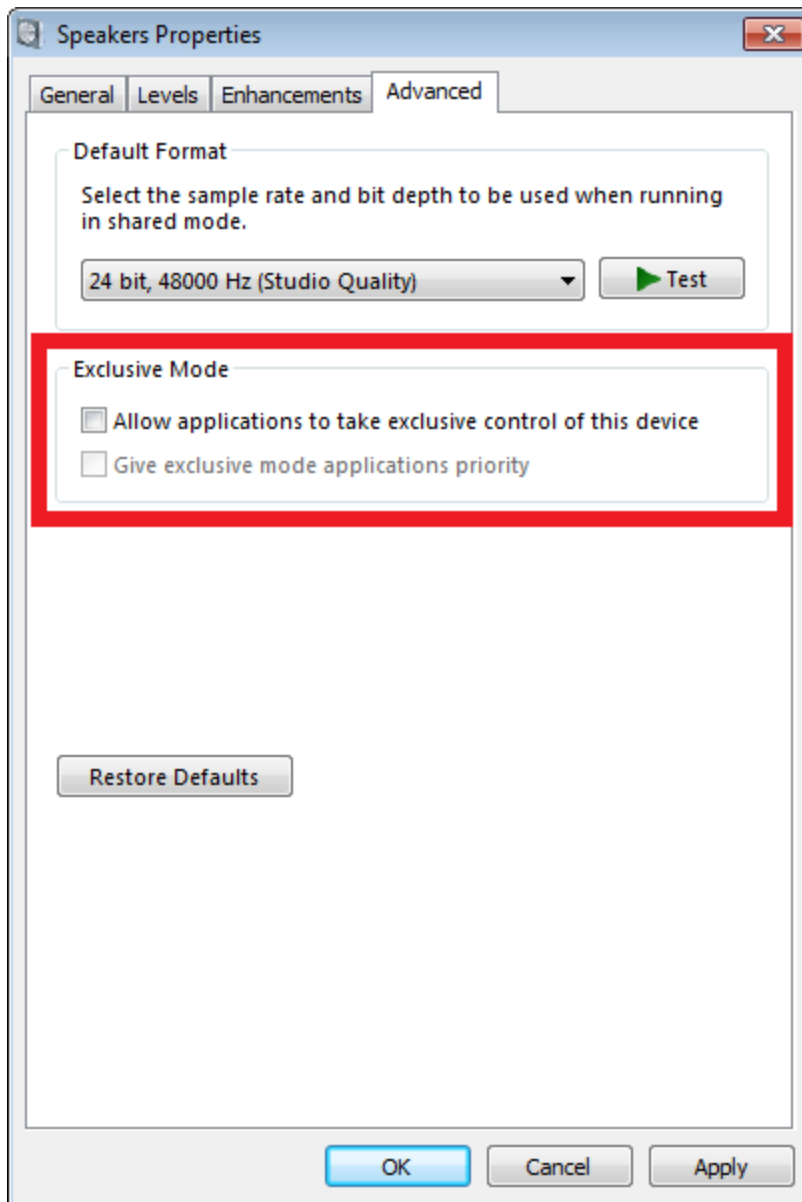 Speakers Properties
General Levels Enhancements Advanced
Default Format
Select the sample rate and bit depth to be used when running
in shared mode.
24 bit, 48000 Hz (Studio Quality) Test
Exclusive Mode
Allow applications to take exclusive control of this device
Give exclusive mode applications priority
Restore Defaults
OK Cancel Apply